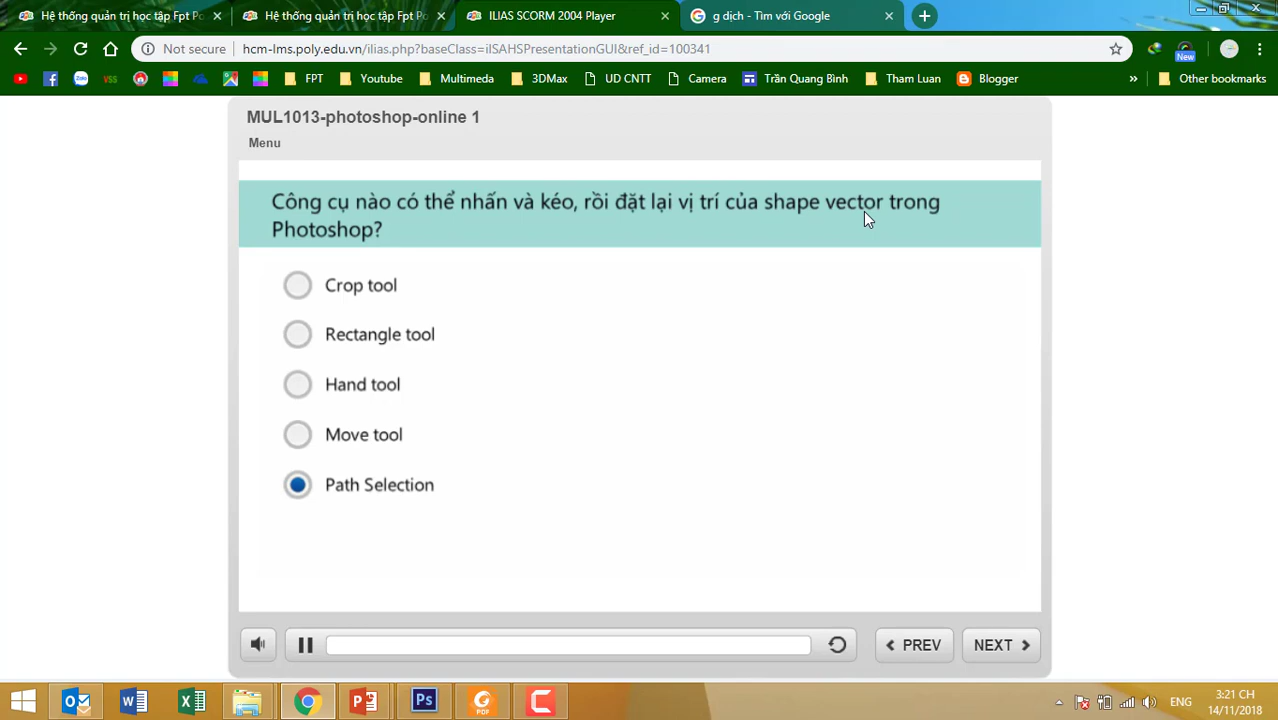 Hệ thống quản trị học tập Fpt Po
Hệ thống quản trị học tập Fpt Po
ILIAS SCORM 2004 Player
g dịch - Tìm với Google
Not secure
hcm-lms.poly.edu.vn/ilias.php?baseClass=ilSAHSPresentationGUI&ref_id=100341
New
Zalo
VSS
FPT
Youtube
Multimeda
3DMax
UD CNTT
Camera
Trần Quang Bình
Tham Luan
Blogger
»
Other bookmarks
MUL1013-photoshop-online 1
Menu
Công cụ nào có thể nhấn và kéo, rồi đặt lại vị trí của shape vector trong
Photoshop?
Crop tool
Rectangle tool
Hand tool
Move tool
Path Selection
PREV
NEXT
Ps
PDF
ENG
3:21 CH
14/11/2018